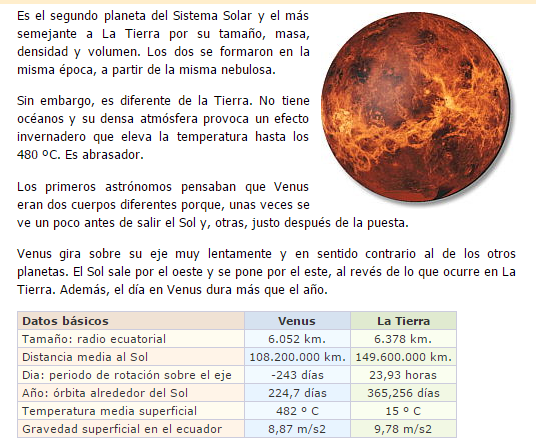 Es el segundo planeta del Sistema Solar y el más
semejante a La Tierra por su tamaño, masa,
densidad y volumen. Los dos se formaron en la
misma época, a partir de la misma nebulosa.
Sin embargo, es diferente de la Tierra. No tiene
océanos y su densa atmósfera provoca un efecto
invernadero que eleva la temperatura hasta los
480 ºC. Es abrasador.
Los primeros astrónomos pensaban que Venus
eran dos cuerpos diferentes porque, unas veces se
ve un poco antes de salir el Sol y, otras, justo después de la puesta.
Venus gira sobre su eje muy lentamente y en sentido contrario al de los otros
planetas. El Sol sale por el oeste y se pone por el este, al revés de lo que ocurre en La
Tierra. Además, el día en Venus dura más que el año.
Datos básicos Venus La Tierra
Tamaño: radio ecuatorial 6.052 km. 6.378 km.
Distancia media al Sol 108.200.000 km. 149.600.000 km.
Dia: periodo de rotación sobre el eje -243 días 23,93 horas
Año: órbita alrededor del Sol 224,7 días 365,256 días
Temperatura media superficial 482 º C 15 º C
Gravedad superficial en el ecuador 8,87 m/s2 9,78 m/s2